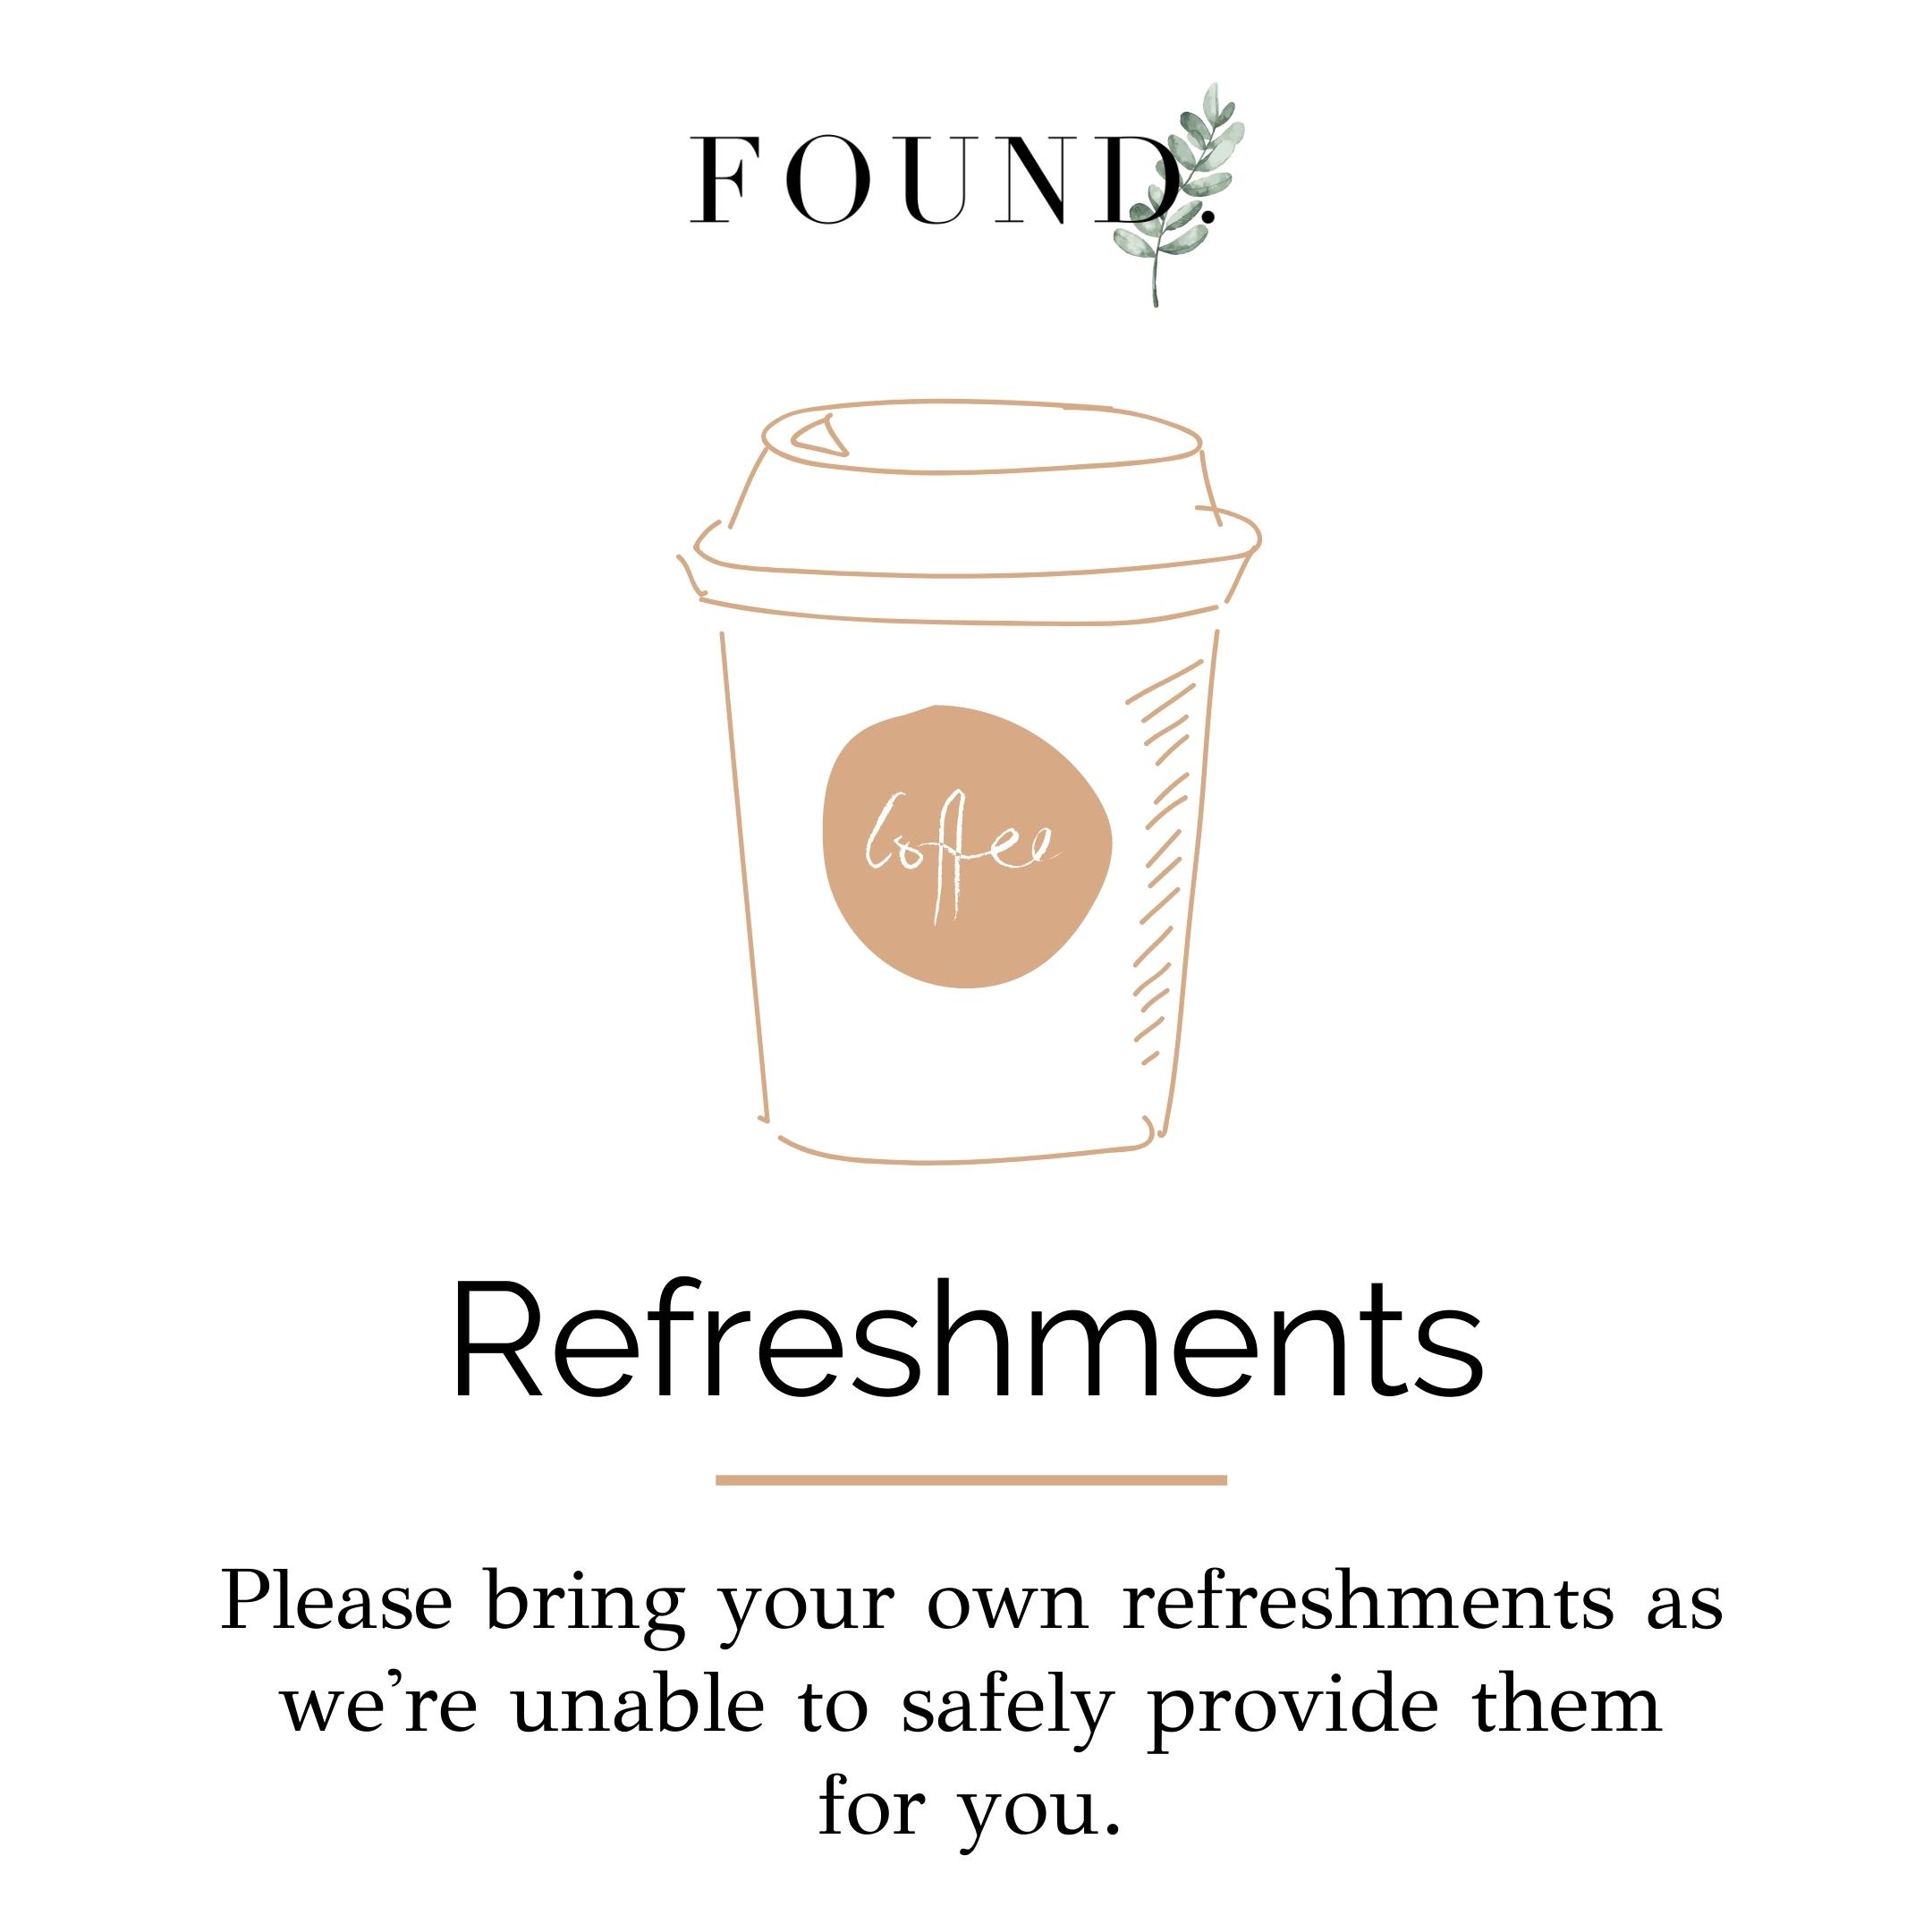 FOUND.
Coffee
Refreshments
Please bring your own refreshments as
we’re unable to safely provide them
for you.